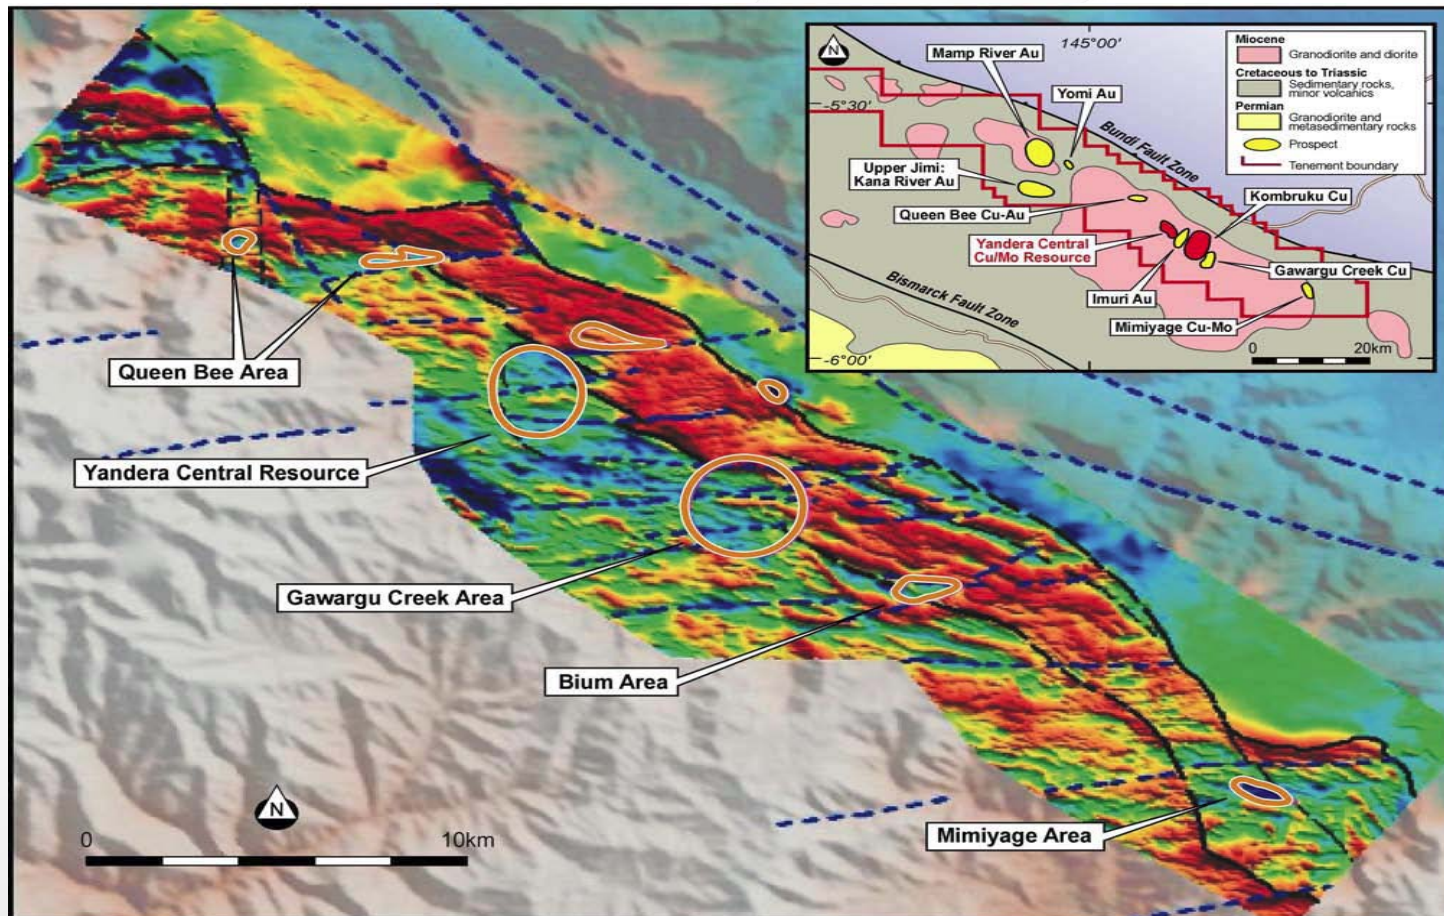 Queen Bee Area
Yandera Central Resource
Gawargu Creek Area
Bium Area
Mimiyage Area
N
0
10km
N
145°00'
-5°30'
-6°00'
Mamp River Au
Yomi Au
Bundi Fault Zone
Upper Jimi:
Kana River Au
Kombruku Cu
Queen Bee Cu-Au
Yandera Central
Cu/Mo Resource
Gawargu Creek Cu
Imuri Au
Bismarck Fault Zone
Mimiyage Cu-Mo
0
20km
Miocene
Granodiorite and diorite
Cretaceous to Triassic
Sedimentary rocks,
minor volcanics
Permian
Granodiorite and
metasedimentary rocks
Prospect
Tenement boundary